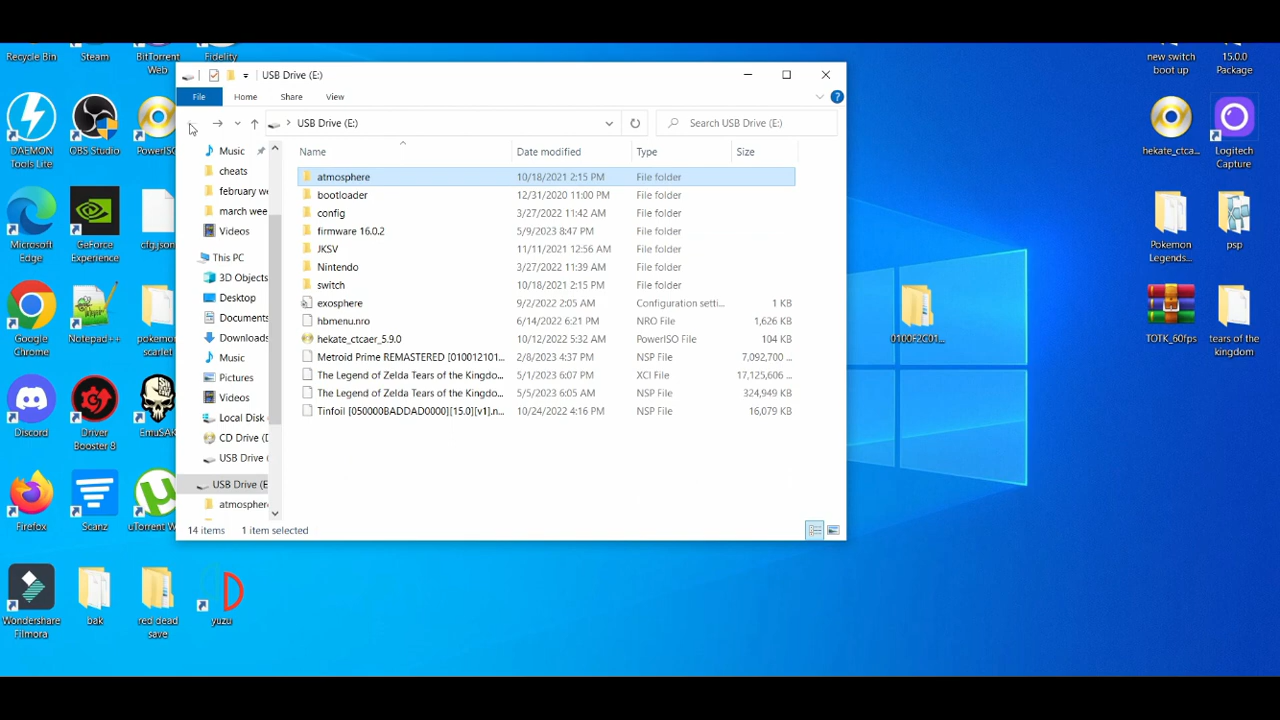 Recycle Bin
Steam
BitTorrent
Web
Fidelity
DAEMON
Tools Lite
OBS Studio
PowerISO
Microsoft
Edge
GeForce
Experience
cfg.json
Google
Chrome
Notepad++
pokemon
scarlet
Discord
Driver
Booster 8
EmuSAK
Firefox
Scanz
uTorrent W
Wondershare
Filmora
bak
red dead
save
yuzu
USB Drive (E:)
File
Home
Share
View
USB Drive (E:)
Search USB Drive (E:)
Music
cheats
february we
march wee
Videos
This PC
3D Objects
Desktop
Documents
Downloads
Music
Pictures
Videos
Local Disk
CD Drive (D
USB Drive (
USB Drive (E
atmosphere
Name Date modified Type Size
atmosphere 10/18/2021 2:15 PM File folder
bootloader 12/31/2020 11:00 PM File folder
config 3/27/2022 11:42 AM File folder
firmware 16.0.2 5/9/2023 8:47 PM File folder
JKSV 11/11/2021 12:56 AM File folder
Nintendo 3/27/2022 11:39 AM File folder
switch 10/18/2021 2:15 PM File folder
exosphere 9/2/2022 2:05 AM Configuration setti... 1 KB
hbmenu.nro 6/14/2022 6:21 PM NRO File 1,626 KB
hekate_ctcaer_5.9.0 10/12/2022 5:32 AM PowerISO File 104 KB
Metroid Prime REMASTERED [010012101... 2/8/2023 4:37 PM NSP File 7,092,700 ...
The Legend of Zelda Tears of the Kingdo... 5/1/2023 6:07 PM XCI File 17,125,606 ...
The Legend of Zelda Tears of the Kingdo... 5/5/2023 6:05 AM NSP File 324,949 KB
Tinfoil [050000BADDAD0000][15.0][v1].n... 10/24/2022 4:16 PM NSP File 16,079 KB
14 items 1 item selected
0100F2C01...
new switch
boot up
15.0.0
Package
hekate_ctca...
Logitech
Capture
Pokemon
Legends...
psp
TOTK_60fps
tears of the
kingdom